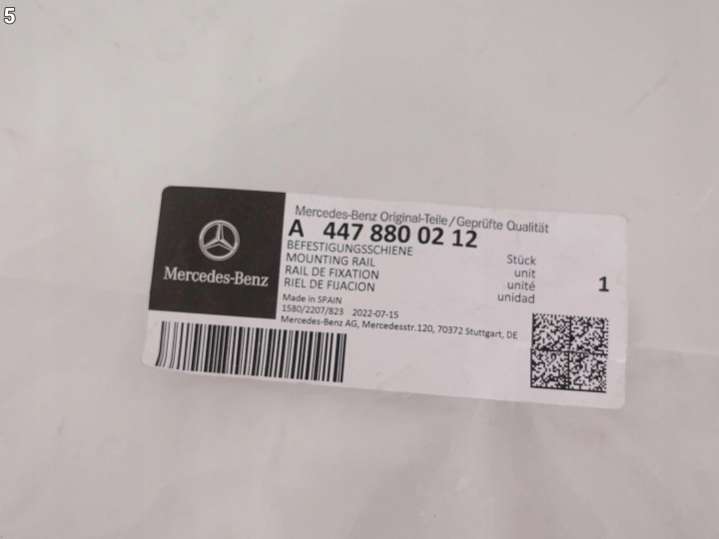 5
Mercedes-Benz Original-Teile/Geprüfte Qualität
A 447 880 02 12
BEFESTIGUNGSSCHIENE
MOUNTING RAIL
RAIL DE FIXATION
RIEL DE FIJACION
Stück
unit
unité
unidad
1
Mercedes-Benz
Made in SPAIN
1580/2207/823 2022-07-15
Mercedes-Benz AG, Mercedesstr.120, 70372 Stuttgart, DE